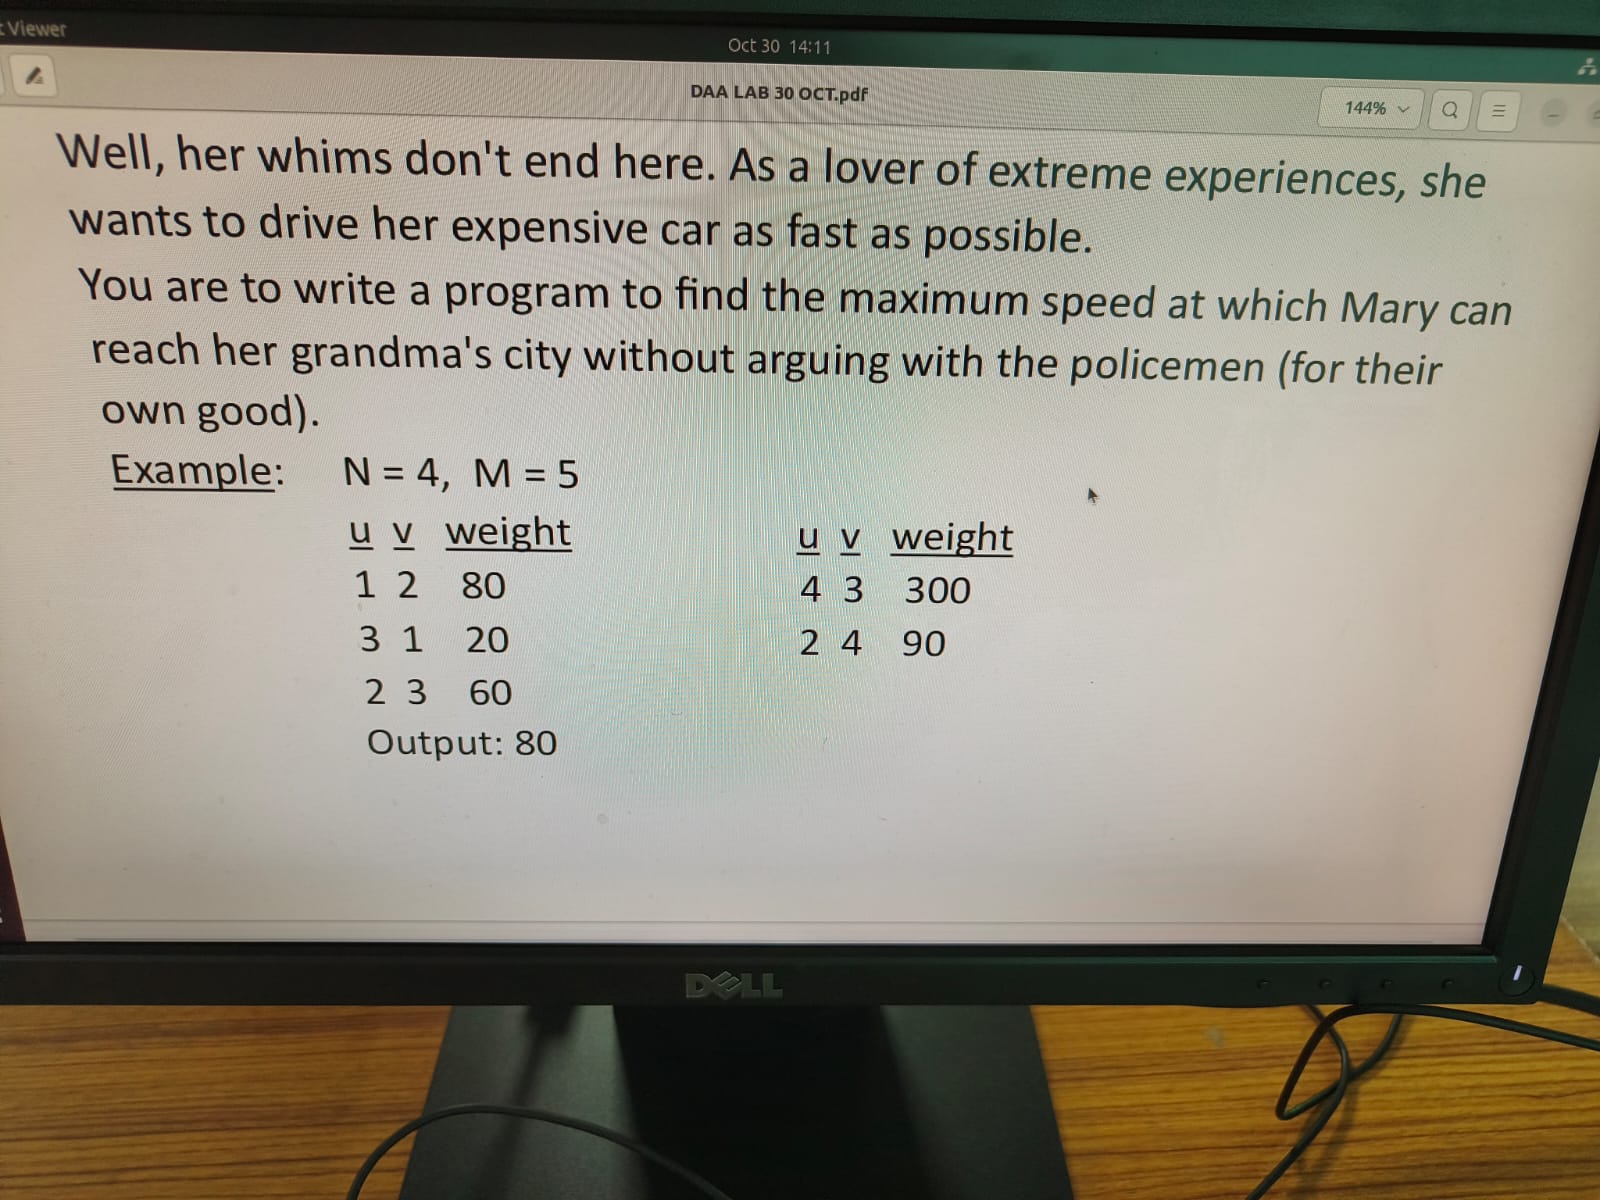 t Viewer
Oct 30 14:11
DAA LAB 30 OCT.pdf
144%
Well, her whims don't end here. As a lover of extreme experiences, she
wants to drive her expensive car as fast as possible.
You are to write a program to find the maximum speed at which Mary can
reach her grandma's city without arguing with the policemen (for their
own good).
Example: N = 4, M = 5
u v weight u v weight
1 2 80 4 3 300
3 1 20 2 4 90
2 3 60
Output: 80
DELL